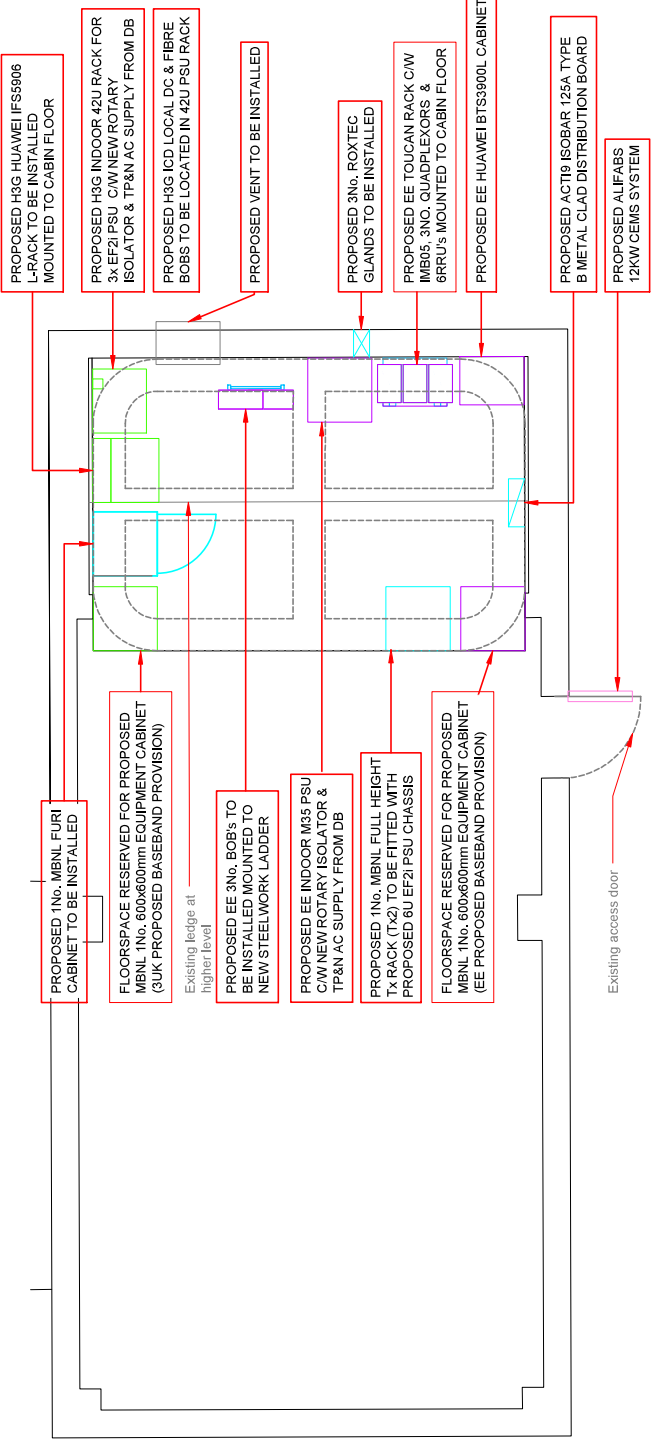 PROPOSED H3G HUAWEI IFS5906
L-RACK TO BE INSTALLED
MOUNTED TO CABIN FLOOR
PROPOSED H3G INDOOR 42U RACK FOR
3x EF2i PSU C/W NEW ROTARY
ISOLATOR & TP&N AC SUPPLY FROM DB
PROPOSED H3G ICD LOCAL DC & FIBRE
BOBS TO BE LOCATED IN 42U PSU RACK
PROPOSED VENT TO BE INSTALLED
PROPOSED 3No. ROXTEC
GLANDS TO BE INSTALLED
PROPOSED EE TOUCAN RACK C/W
IMB05, 3NO. QUADPLEXORS &
6RRU's MOUNTED TO CABIN FLOOR
PROPOSED EE HUAWEI BTS3900L CABINET
PROPOSED ACTI9 ISOBAR 125A TYPE
B METAL CLAD DISTRIBUTION BOARD
PROPOSED ALIFABS
12KW CEMS SYSTEM
PROPOSED 1No. MBNL FURI
CABINET TO BE INSTALLED
FLOORSPACE RESERVED FOR PROPOSED
MBNL 1No. 600x600mm EQUIPMENT CABINET
(3UK PROPOSED BASEBAND PROVISION)
Existing ledge at
higher level
PROPOSED EE 3No. BOB's TO
BE INSTALLED MOUNTED TO
NEW STEELWORK LADDER
PROPOSED EE INDOOR M35 PSU
C/W NEW ROTARY ISOLATOR &
TP&N AC SUPPLY FROM DB
PROPOSED 1No. MBNL FULL HEIGHT
Tx RACK (Tx2) TO BE FITTED WITH
PROPOSED 6U EF2i PSU CHASSIS
FLOORSPACE RESERVED FOR PROPOSED
MBNL 1No. 600x600mm EQUIPMENT CABINET
(EE PROPOSED BASEBAND PROVISION)
Existing access door